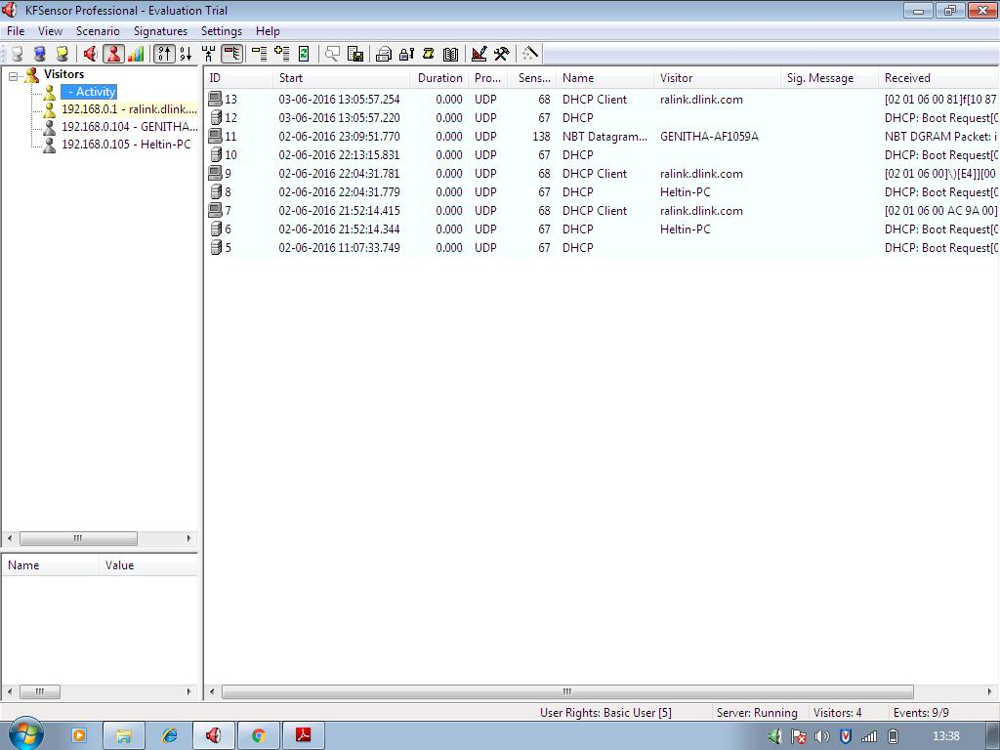 KFSensor Professional - Evaluation Trial
File View Scenario Signatures Settings Help
Visitors
- Activity
192.168.0.1 - ralink.dlink....
192.168.0.104 - GENITHA...
192.168.0.105 - Heltin-PC
Name Value
ID Start Duration Pro... Sens... Name Visitor Sig. Message Received
13 03-06-2016 13:05:57.254 0.000 UDP 68 DHCP Client ralink.dlink.com [02 01 06 00 81]f[10 87
12 03-06-2016 13:05:57.220 0.000 UDP 67 DHCP DHCP: Boot Request[0
11 02-06-2016 23:09:51.770 0.000 UDP 138 NBT Datagram... GENITHA-AF1059A NBT DGRAM Packet: i
10 02-06-2016 22:13:15.831 0.000 UDP 67 DHCP DHCP: Boot Request[0
9 02-06-2016 22:04:31.781 0.000 UDP 68 DHCP Client ralink.dlink.com [02 01 06 00]\)[E4]][00
8 02-06-2016 22:04:31.779 0.000 UDP 67 DHCP Heltin-PC DHCP: Boot Request[0
7 02-06-2016 21:52:14.415 0.000 UDP 68 DHCP Client ralink.dlink.com [02 01 06 00 AC 9A 00]
6 02-06-2016 21:52:14.344 0.000 UDP 67 DHCP Heltin-PC DHCP: Boot Request[0
5 02-06-2016 11:07:33.749 0.000 UDP 67 DHCP DHCP: Boot Request[0
User Rights: Basic User [5] Server: Running Visitors: 4 Events: 9/9
13:38